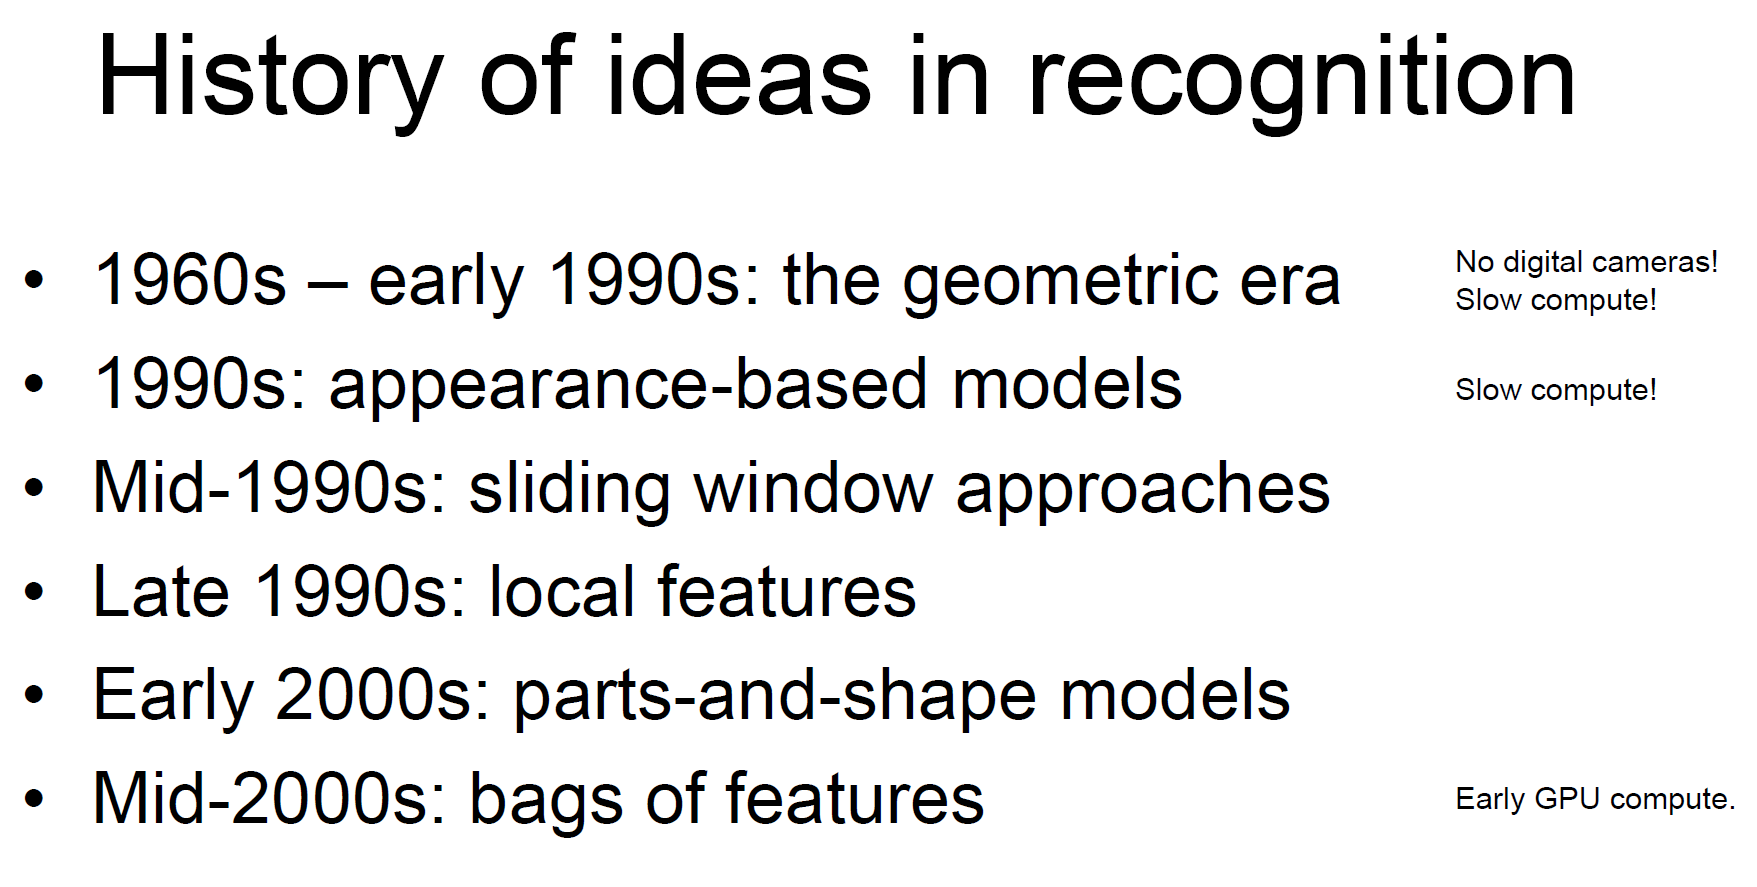 History of ideas in recognition
• 1960s – early 1990s: the geometric era
No digital cameras!
Slow compute!
• 1990s: appearance-based models
Slow compute!
• Mid-1990s: sliding window approaches
• Late 1990s: local features
• Early 2000s: parts-and-shape models
• Mid-2000s: bags of features
Early GPU compute.